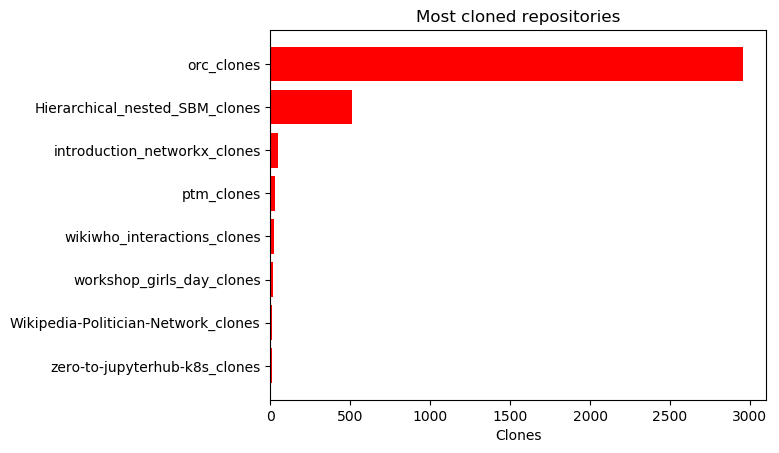 Most cloned repositories
orc_clones
Hierarchical_nested_SBM_clones
introduction_networkx_clones
ptm_clones
wikiwho_interactions_clones
workshop_girls_day_clones
Wikipedia-Politician-Network_clones
zero-to-jupyterhub-k8s_clones
0 500 1000 1500 2000 2500 3000
Clones